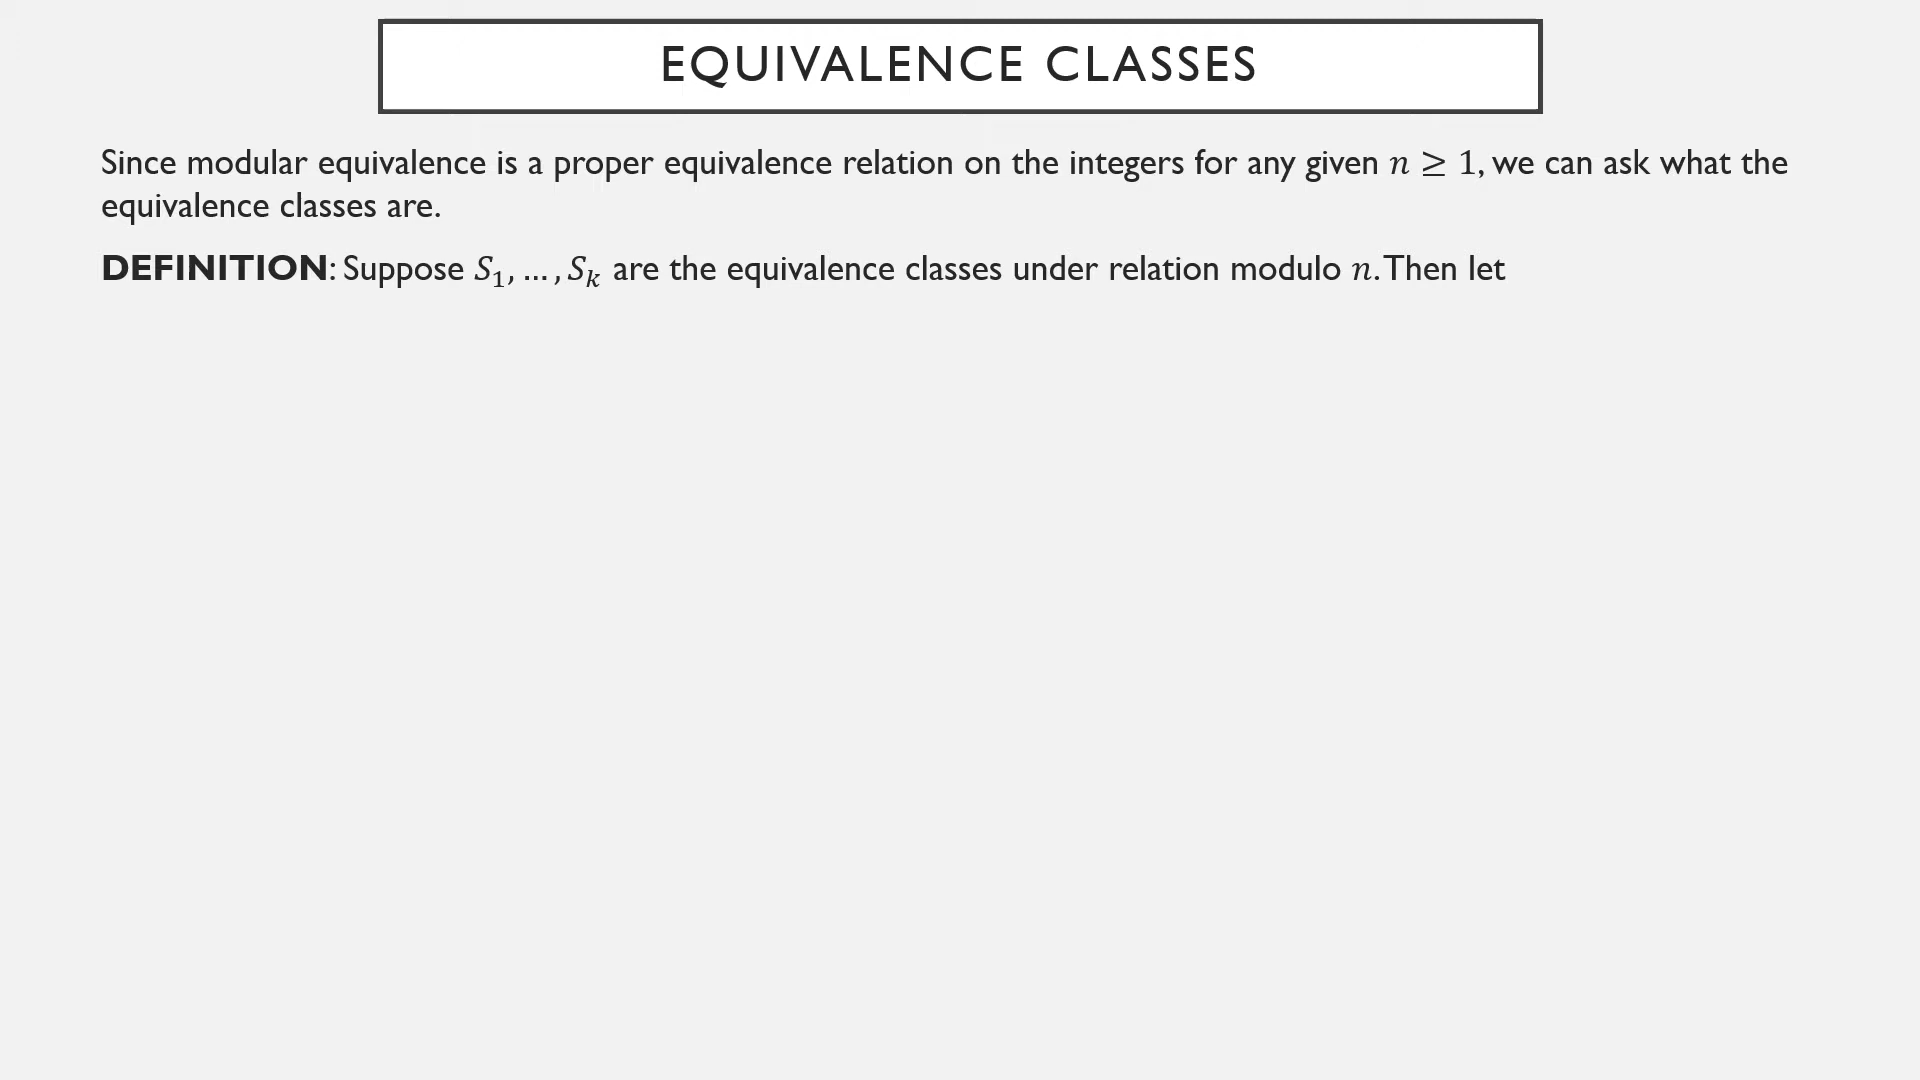 EQUIVALENCE CLASSES
Since modular equivalence is a proper equivalence relation on the integers for any given n ≥ 1, we can ask what the
equivalence classes are.
DEFINITION: Suppose S₁, … , Sₖ are the equivalence classes under relation modulo n. Then let